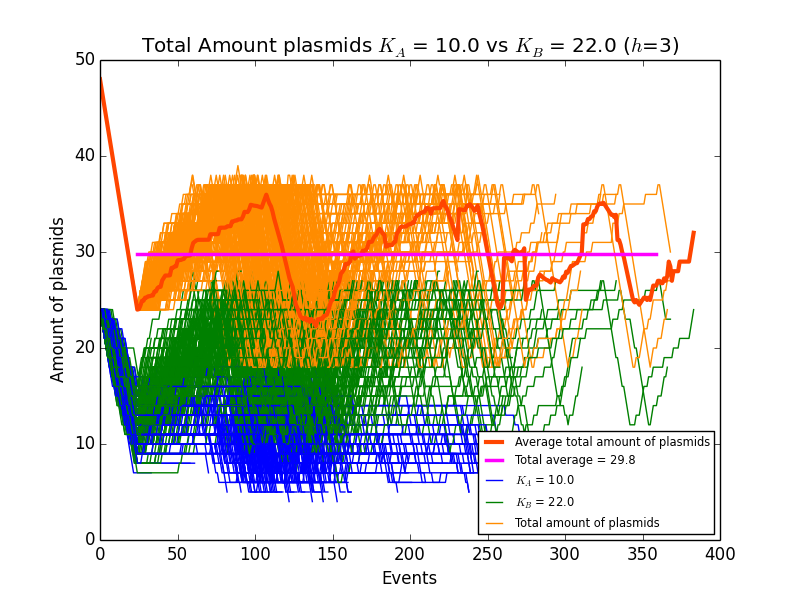 Total Amount plasmids K_A = 10.0 vs K_B = 22.0 (h=3)
50
40
30
20
10
0
Amount of plasmids
0 50 100 150 200 250 300 350 400
Events
Average total amount of plasmids
Total average = 29.8
K_A = 10.0
K_B = 22.0
Total amount of plasmids